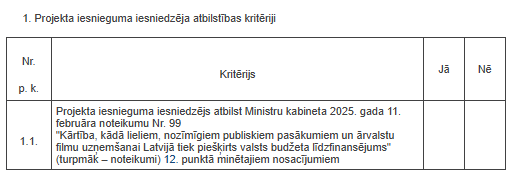 1. Projekta iesnieguma iesniedzēja atbilstības kritēriji
Nr.
p. k.
Kritērijs
Jā
Nē
1.1.
Projekta iesnieguma iesniedzējs atbilst Ministru kabineta 2025. gada 11.
februāra noteikumu Nr. 99
"Kārtība, kādā lieliem, nozīmīgiem publiskiem pasākumiem un ārvalstu
filmu uzņemšanai Latvijā tiek piešķirts valsts budžeta līdzfinansējums"
(turpmāk – noteikumi) 12. punktā minētajiem nosacījumiem